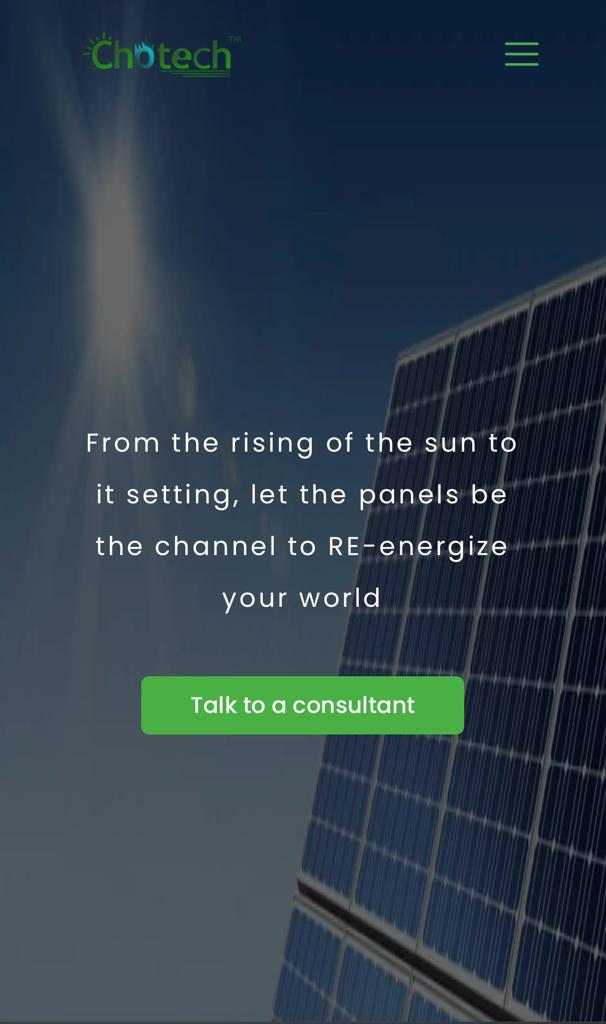 Chotech™
From the rising of the sun to
it setting, let the panels be
the channel to RE-energize
your world
Talk to a consultant